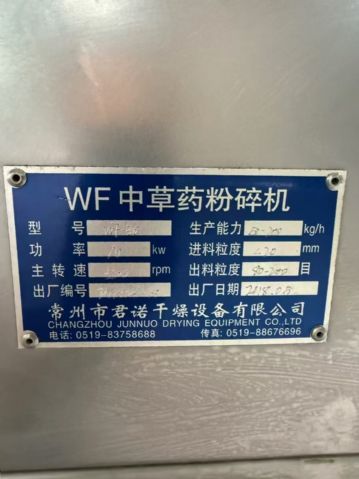 WF中草药粉碎机
型 号 生产能力 kg/h
功 率 kw 进料粒度 mm
主 转 速 rpm 出料粒度 目
出厂编号 出厂日期 2018.05
常州市君诺干燥设备有限公司
CHANGZHOU JUNNUO DRYING EQUIPMENT CO.,LTD
电话: 0519-83758688 传真: 0519-88676696